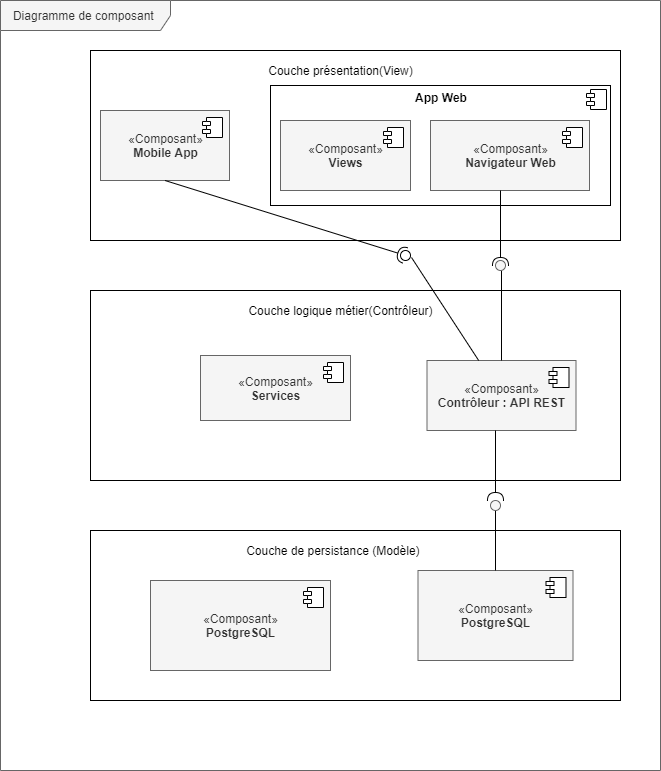 Diagramme de composant
Couche présentation(View)
App Web
«Composant»
Mobile App
«Composant»
Views
«Composant»
Navigateur Web
Couche logique métier(Contrôleur)
«Composant»
Services
«Composant»
Contrôleur : API REST
Couche de persistance (Modèle)
«Composant»
PostgreSQL
«Composant»
PostgreSQL